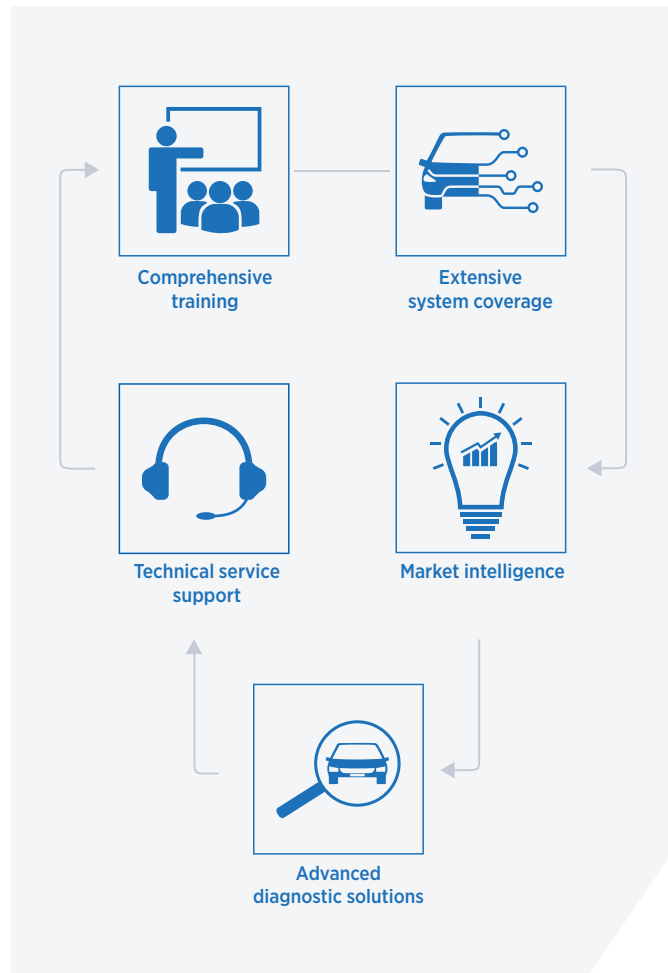 Comprehensive
training
Extensive
system coverage
Technical service
support
Market intelligence
Advanced
diagnostic solutions